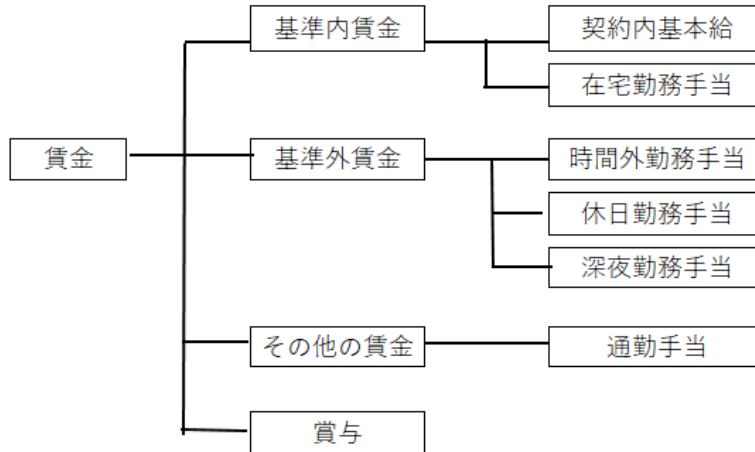 基準内賃金
契約内基本給
在宅勤務手当
賃金
基準外賃金
時間外勤務手当
休日勤務手当
深夜勤務手当
その他の賃金
通勤手当
賞与